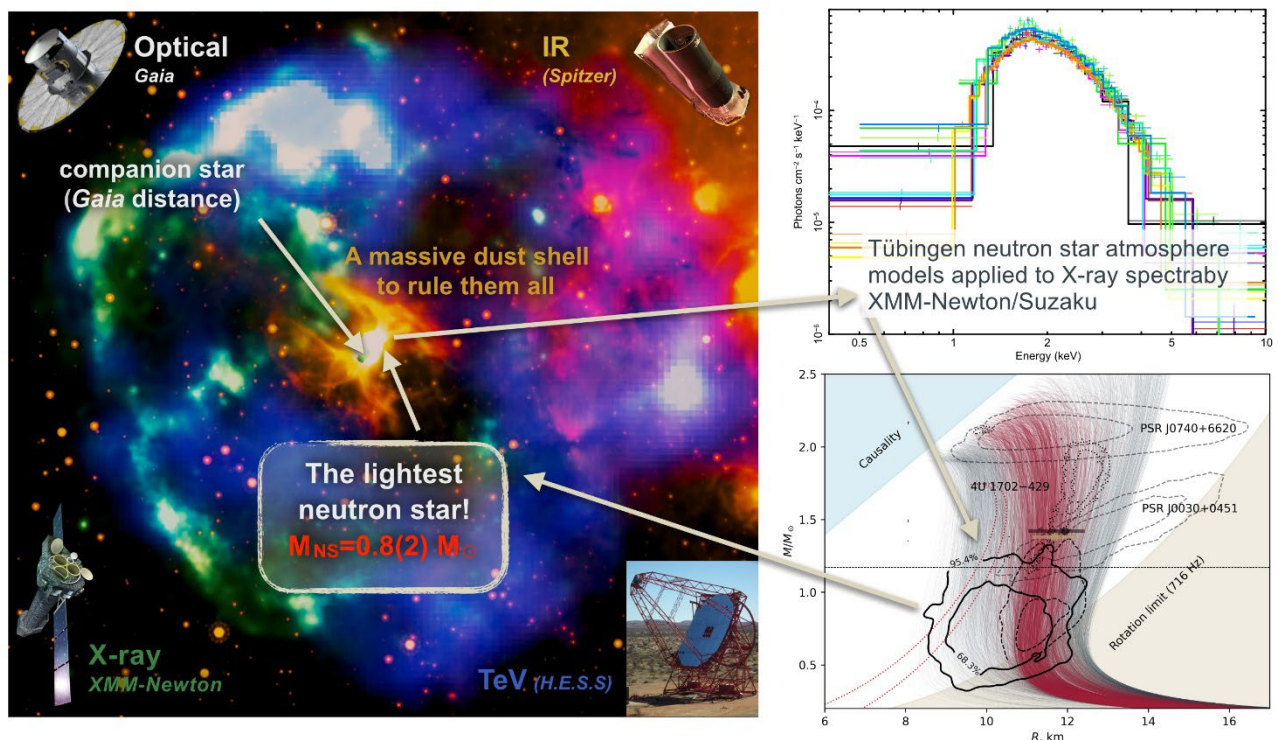 Optical
Gaia
IR
(Spitzer)
companion star
(Gaia distance)
A massive dust shell
to rule them all
The lightest
neutron star!
M NS=0.8(2) M☉
X-ray
XMM-Newton
TeV (H.E.S.S)
Photons cm⁻² s⁻¹ keV⁻¹
10⁻⁴
10⁻⁵
10⁻⁶
Tübingen neutron star atmosphere
models applied to X-ray spectraby
XMM-Newton/Suzaku
0.5 1 2 5 10
Energy (keV)
M/M☉
2.5
2.0
1.5
1.0
0.5
Causality
PSR J0740+6620
4U 1702−429
PSR J0030+0451
95.4%
68.3%
Rotation limit (716 Hz)
6 8 10 12 14 16
R, km